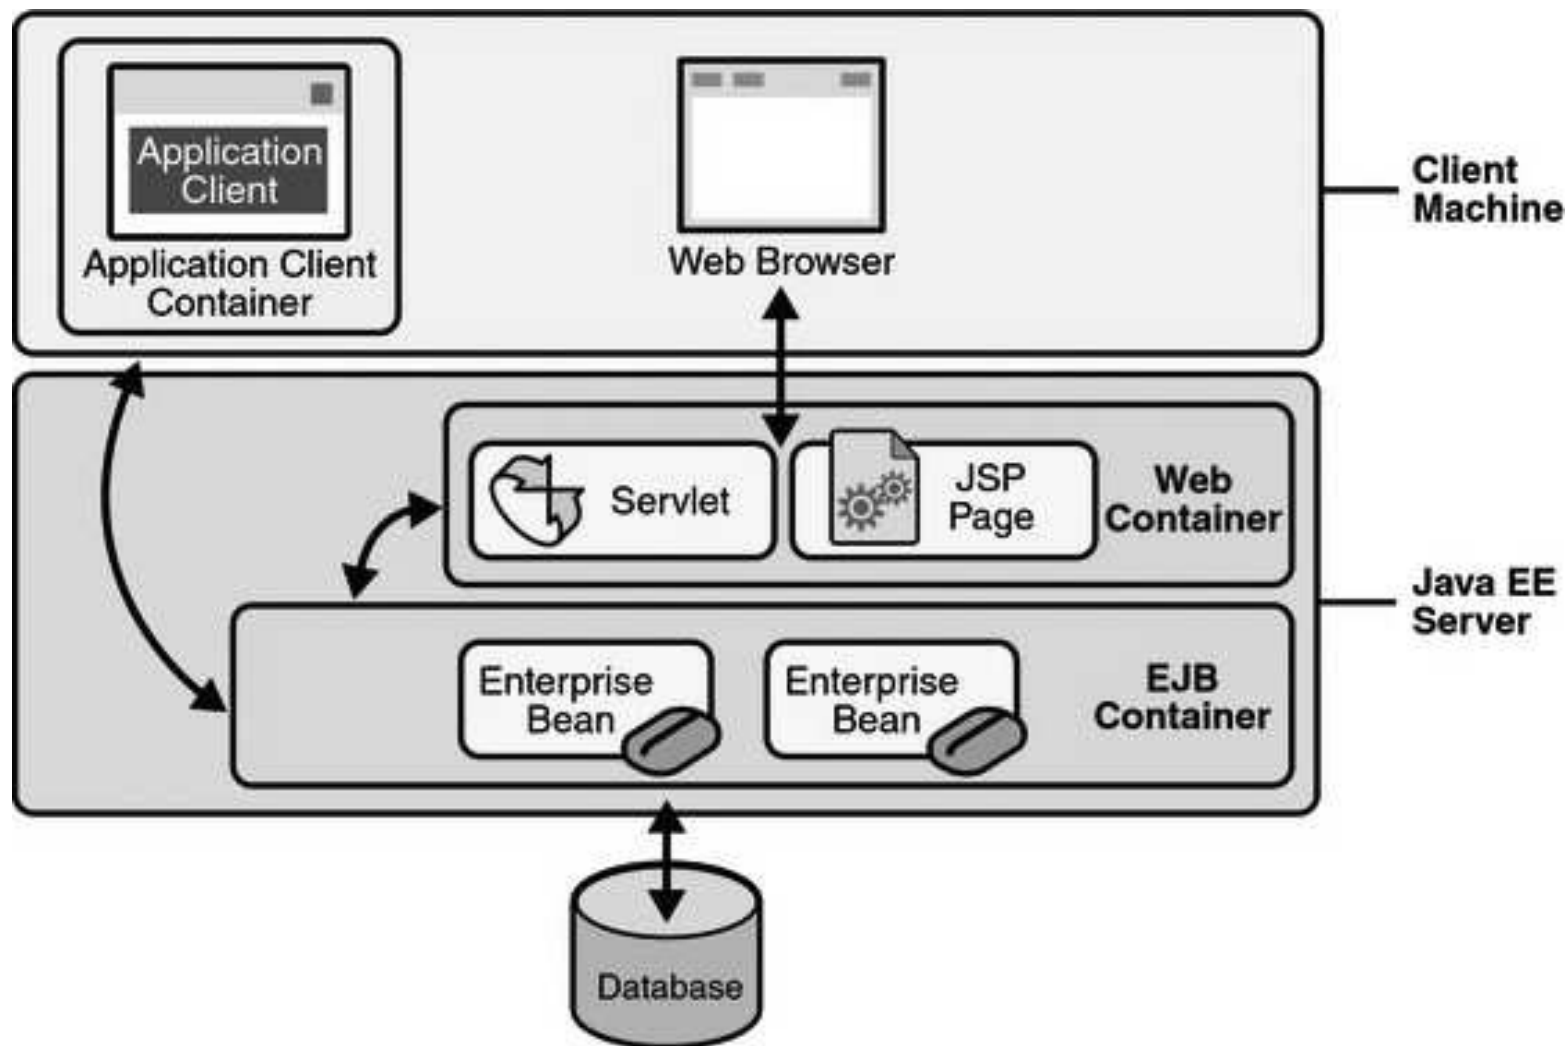 Application
Client
Application Client
Container
Web Browser
Client
Machine
Servlet
JSP
Page
Web
Container
Java EE
Server
Enterprise
Bean
Enterprise
Bean
EJB
Container
Database